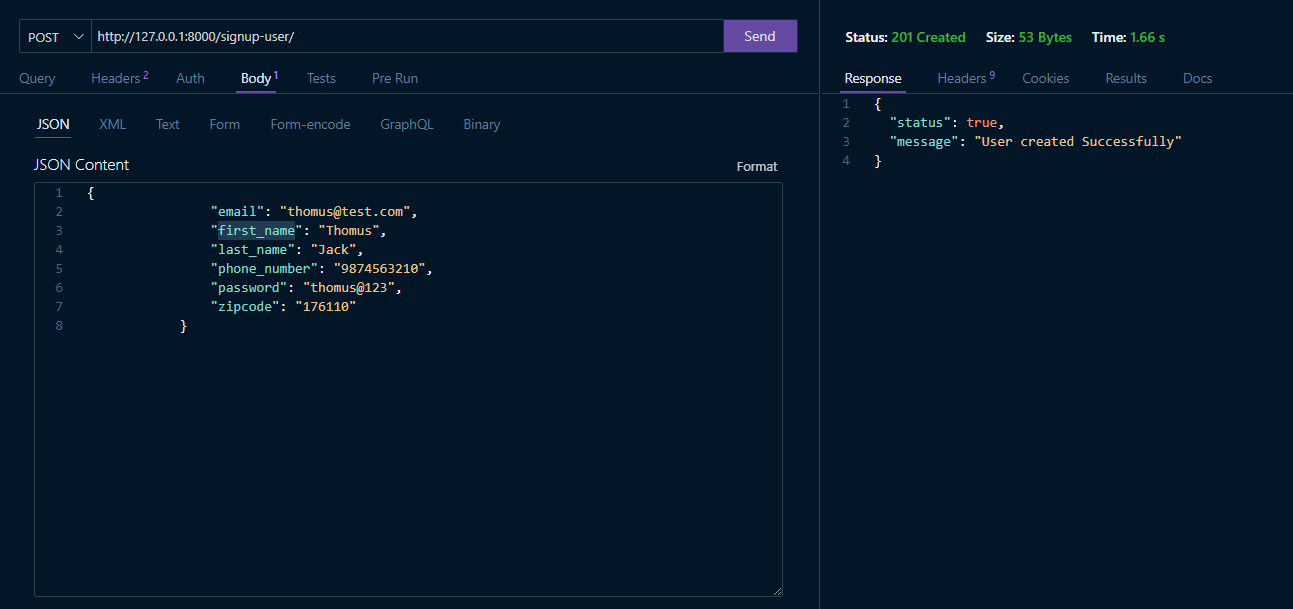 POST http://127.0.0.1:8000/signup-user/ Send
Query Headers 2 Auth Body 1 Tests Pre Run
JSON XML Text Form Form-encode GraphQL Binary
JSON Content Format
1 {
2 "email": "thomus@test.com",
3 "first_name": "Thomus",
4 "last_name": "Jack",
5 "phone_number": "9874563210",
6 "password": "thomus@123",
7 "zipcode": "176110"
8 }
Status: 201 Created Size: 53 Bytes Time: 1.66 s
Response Headers 9 Cookies Results Docs
1 {
2 "status": true,
3 "message": "User created Successfully"
4 }